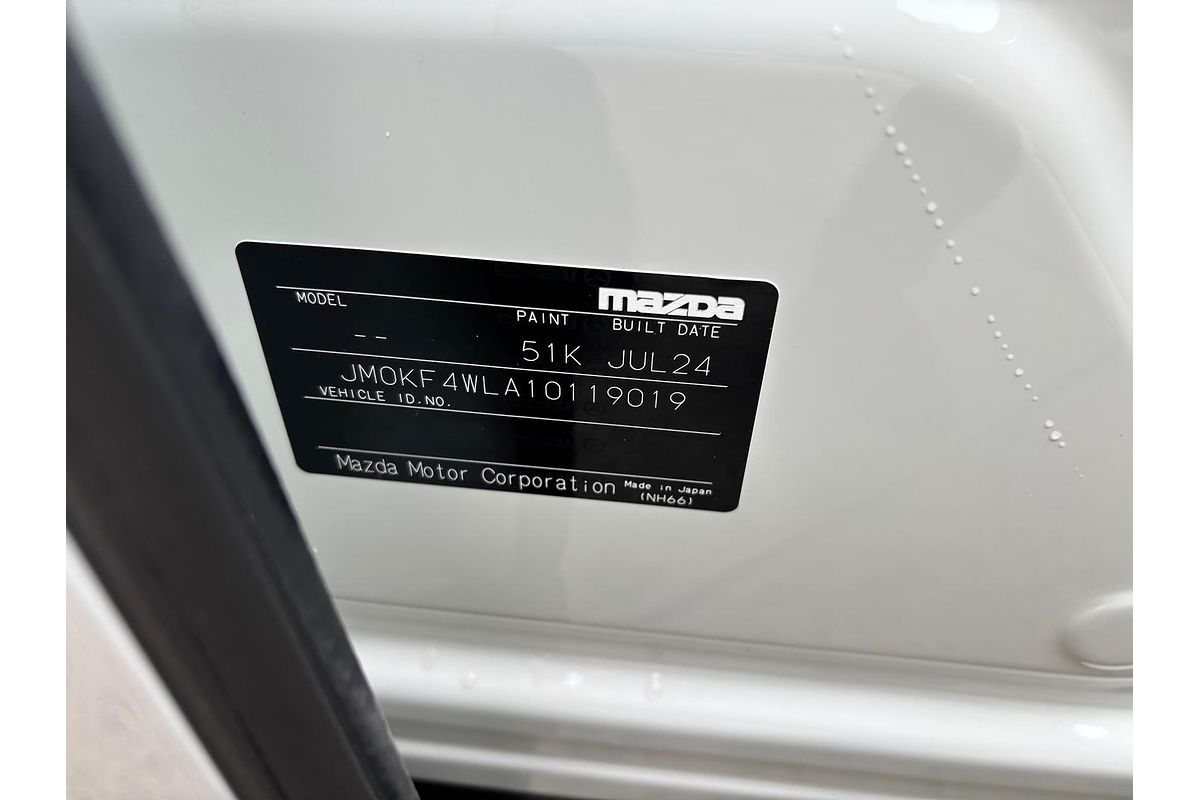 mazda
MODEL PAINT BUILT DATE
-- 51K JUL24
JM0KF4WLA10119019
VEHICLE ID.NO.
Mazda Motor Corporation Made in Japan
(NH66)